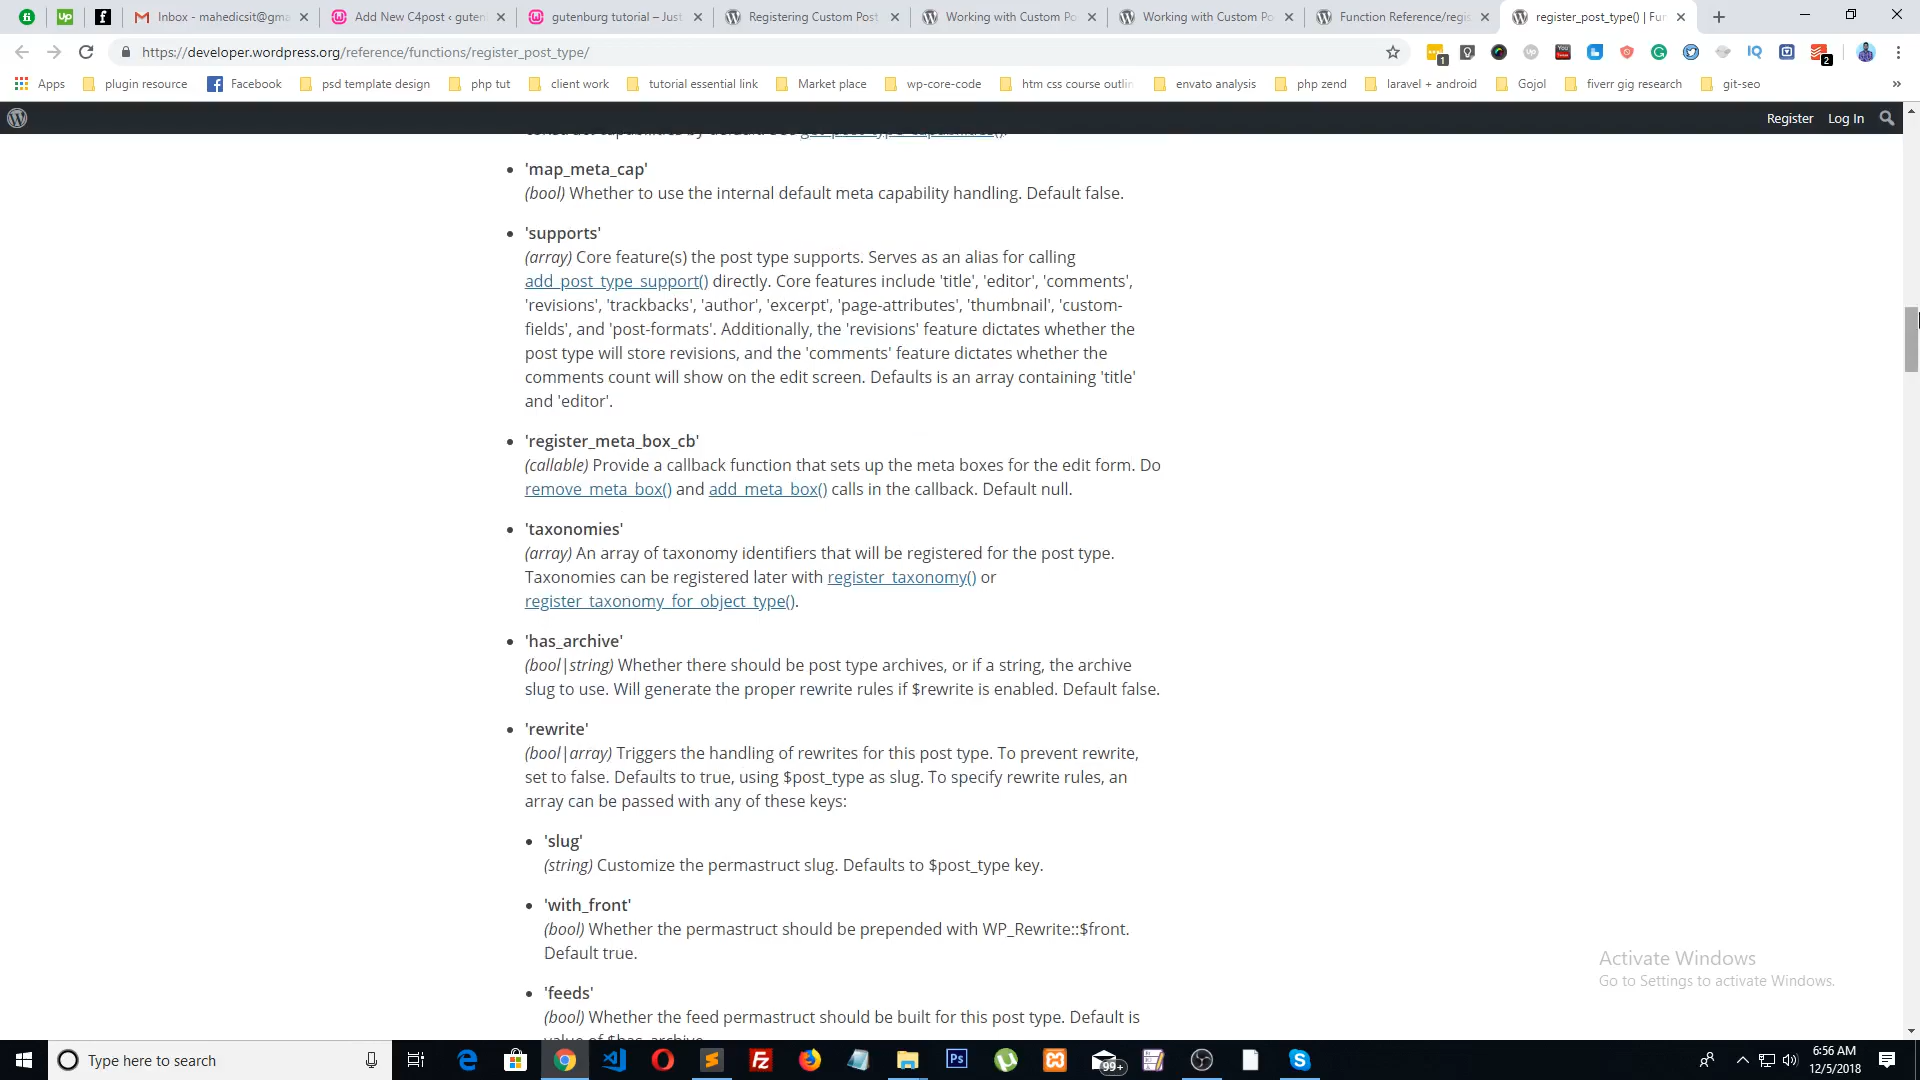 Inbox - mahedicsit@gma
Add New C4post ‹ guten
gutenburg tutorial – Just
Registering Custom Post
Working with Custom Po
Working with Custom Po
Function Reference/regis
register_post_type() | Fun
https://developer.wordpress.org/reference/functions/register_post_type/
Apps
plugin resource
Facebook
psd template design
php tut
client work
tutorial essential link
Market place
wp-core-code
htm css course outlin
envato analysis
php zend
laravel + android
Gojol
fiverr gig research
git-seo
»
Register
Log In
'map_meta_cap'
(bool) Whether to use the internal default meta capability handling. Default false.
'supports'
(array) Core feature(s) the post type supports. Serves as an alias for calling
add_post_type_support() directly. Core features include 'title', 'editor', 'comments',
'revisions', 'trackbacks', 'author', 'excerpt', 'page-attributes', 'thumbnail', 'custom-
fields', and 'post-formats'. Additionally, the 'revisions' feature dictates whether the
post type will store revisions, and the 'comments' feature dictates whether the
comments count will show on the edit screen. Defaults is an array containing 'title'
and 'editor'.
'register_meta_box_cb'
(callable) Provide a callback function that sets up the meta boxes for the edit form. Do
remove_meta_box() and add_meta_box() calls in the callback. Default null.
'taxonomies'
(array) An array of taxonomy identifiers that will be registered for the post type.
Taxonomies can be registered later with register_taxonomy() or
register_taxonomy_for_object_type().
'has_archive'
(bool|string) Whether there should be post type archives, or if a string, the archive
slug to use. Will generate the proper rewrite rules if $rewrite is enabled. Default false.
'rewrite'
(bool|array) Triggers the handling of rewrites for this post type. To prevent rewrite,
set to false. Defaults to true, using $post_type as slug. To specify rewrite rules, an
array can be passed with any of these keys:
'slug'
(string) Customize the permastruct slug. Defaults to $post_type key.
'with_front'
(bool) Whether the permastruct should be prepended with WP_Rewrite::$front.
Default true.
'feeds'
(bool) Whether the feed permastruct should be built for this post type. Default is
Activate Windows
Go to Settings to activate Windows.
Type here to search
99+
6:56 AM
12/5/2018